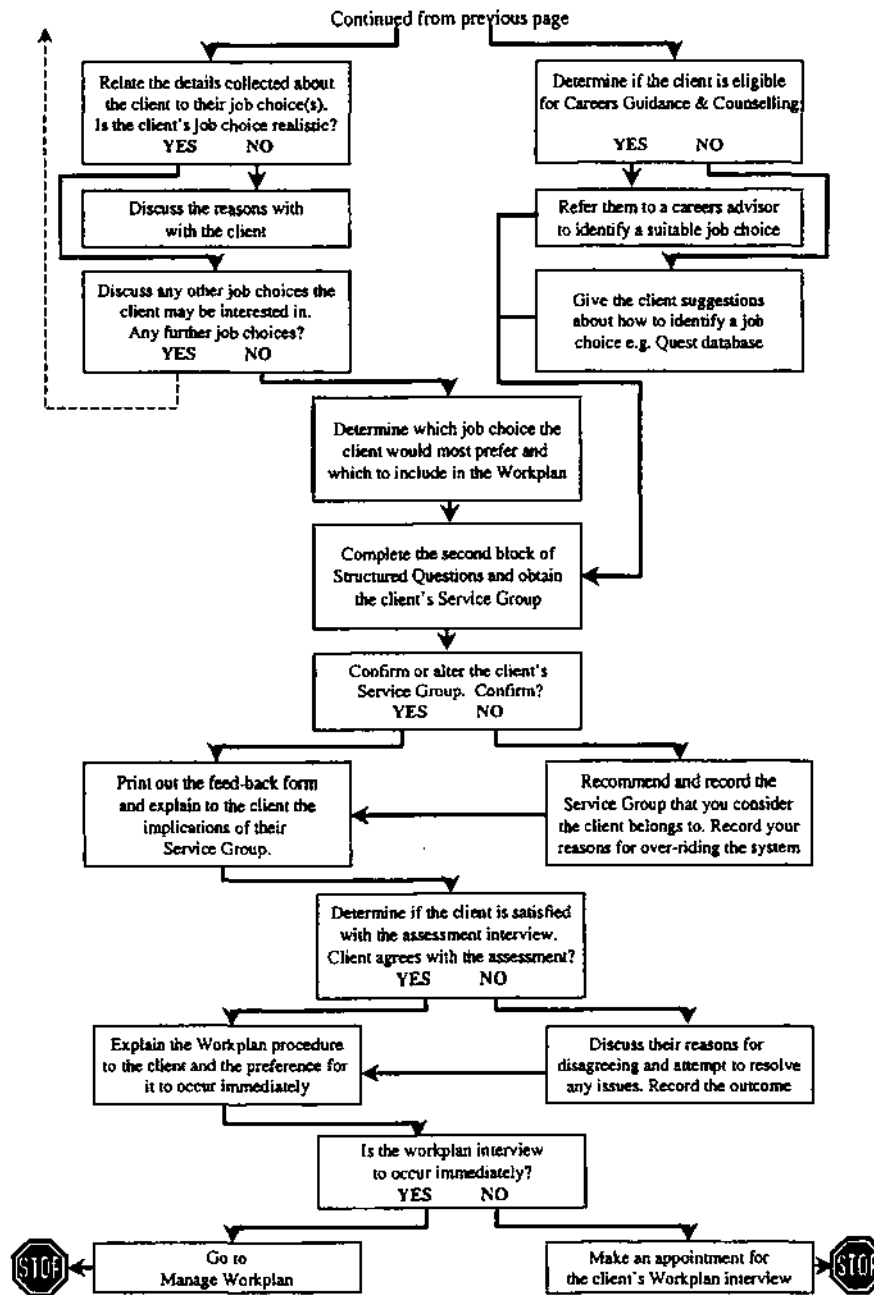 Continued from previous page
Relate the details collected about
the client to their job choice(s).
Is the client's Job choice realistic?
YES NO
Determine if the client is eligible
for Careers Guidance & Counselling
YES NO
Discuss the reasons with
with the client
Refer them to a careers advisor
to identify a suitable job choice
Discuss any other job choices the
client may be interested in.
Any further job choices?
YES NO
Give the client suggestions
about how to identify a job
choice e.g. Quest database
Determine which job choice the
client would most prefer and
which to include in the Workplan
Complete the second block of
Structured Questions and obtain
the client's Service Group
Confirm or alter the client's
Service Group. Confirm?
YES NO
Print out the feed-back form
and explain to the client the
implications of their
Service Group.
Recommend and record the
Service Group that you consider
the client belongs to. Record your
reasons for over-riding the system
Determine if the client is satisfied
with the assessment interview.
Client agrees with the assessment?
YES NO
Explain the Workplan procedure
to the client and the preference for
it to occur immediately
Discuss their reasons for
disagreeing and attempt to resolve
any issues. Record the outcome
Is the workplan interview
to occur immediately?
YES NO
STOP
Go to
Manage Workplan
Make an appointment for
the client's Workplan interview
STOP